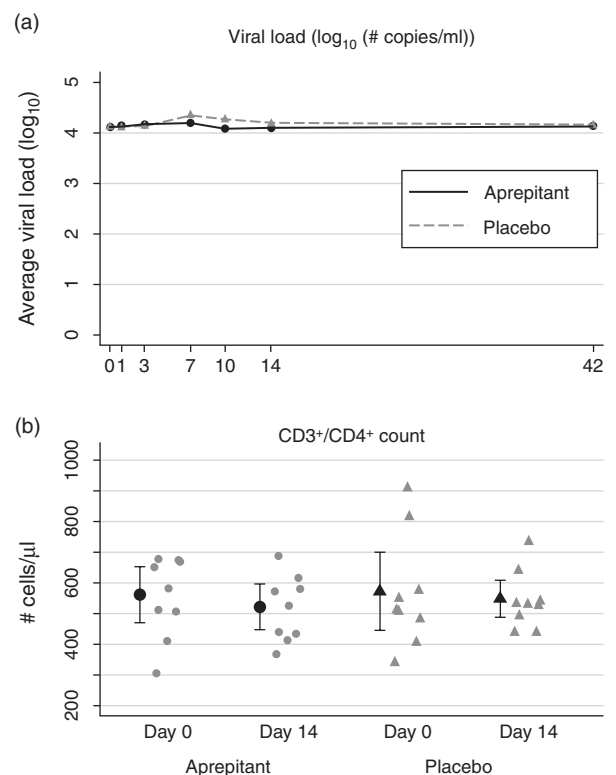 (a)
Viral load (log₁₀ (# copies/ml))
Average viral load (log₁₀)
5
4
3
2
1
0
Aprepitant
Placebo
0 1 3 7 10 14 42
(b)
CD3⁺/CD4⁺ count
# cells/µl
1000
800
600
400
200
Day 0 Day 14 Day 0 Day 14
Aprepitant Placebo